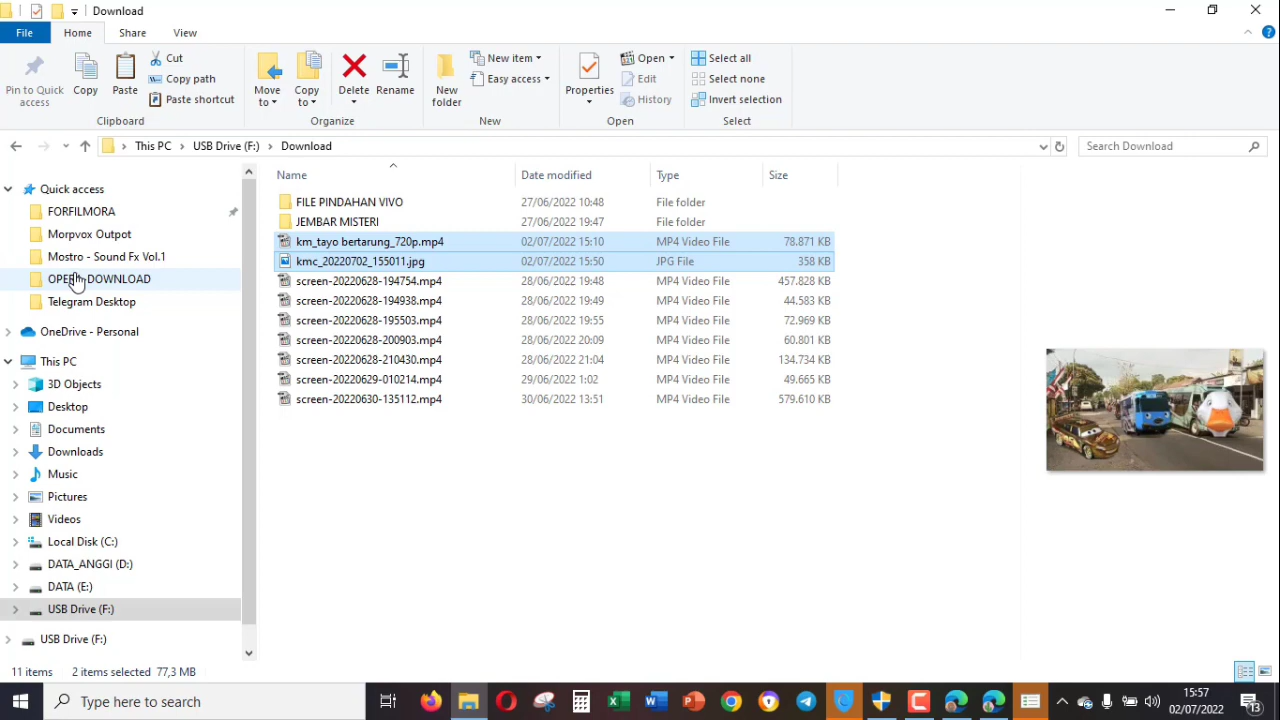 Download
File
Home
Share
View
Pin to Quick access
Copy
Paste
Cut
Copy path
Paste shortcut
Clipboard
Move to
Copy to
Delete
Rename
Organize
New folder
New item
Easy access
New
Properties
Open
Edit
History
Open
Select all
Select none
Invert selection
Select
This PC
USB Drive (F:)
Download
Search Download
Name
Date modified
Type
Size
Quick access
FORFILMORA
Morpvox Outpot
Mostro - Sound Fx Vol.1
DOWNLOAD
Telegram Desktop
OneDrive - Personal
This PC
3D Objects
Desktop
Documents
Downloads
Music
Pictures
Videos
Local Disk (C:)
DATA_ANGGI (D:)
DATA (E:)
USB Drive (F:)
USB Drive (F:)
FILE PINDAHAN VIVO 27/06/2022 10:48 File folder
JEMBAR MISTERI 27/06/2022 19:47 File folder
km_tayo bertarung_720p.mp4 02/07/2022 15:10 MP4 Video File 78.871 KB
kmc_20220702_155011.jpg 02/07/2022 15:50 JPG File 358 KB
screen-20220628-194754.mp4 28/06/2022 19:48 MP4 Video File 457.828 KB
screen-20220628-194938.mp4 28/06/2022 19:49 MP4 Video File 44.583 KB
screen-20220628-195503.mp4 28/06/2022 19:55 MP4 Video File 72.969 KB
screen-20220628-200903.mp4 28/06/2022 20:09 MP4 Video File 60.801 KB
screen-20220628-210430.mp4 28/06/2022 21:04 MP4 Video File 134.734 KB
screen-20220629-010214.mp4 29/06/2022 1:02 MP4 Video File 49.665 KB
screen-20220630-135112.mp4 30/06/2022 13:51 MP4 Video File 579.610 KB
11 items 2 items selected 77,3 MB
Type here to search
15:57
02/07/2022
13